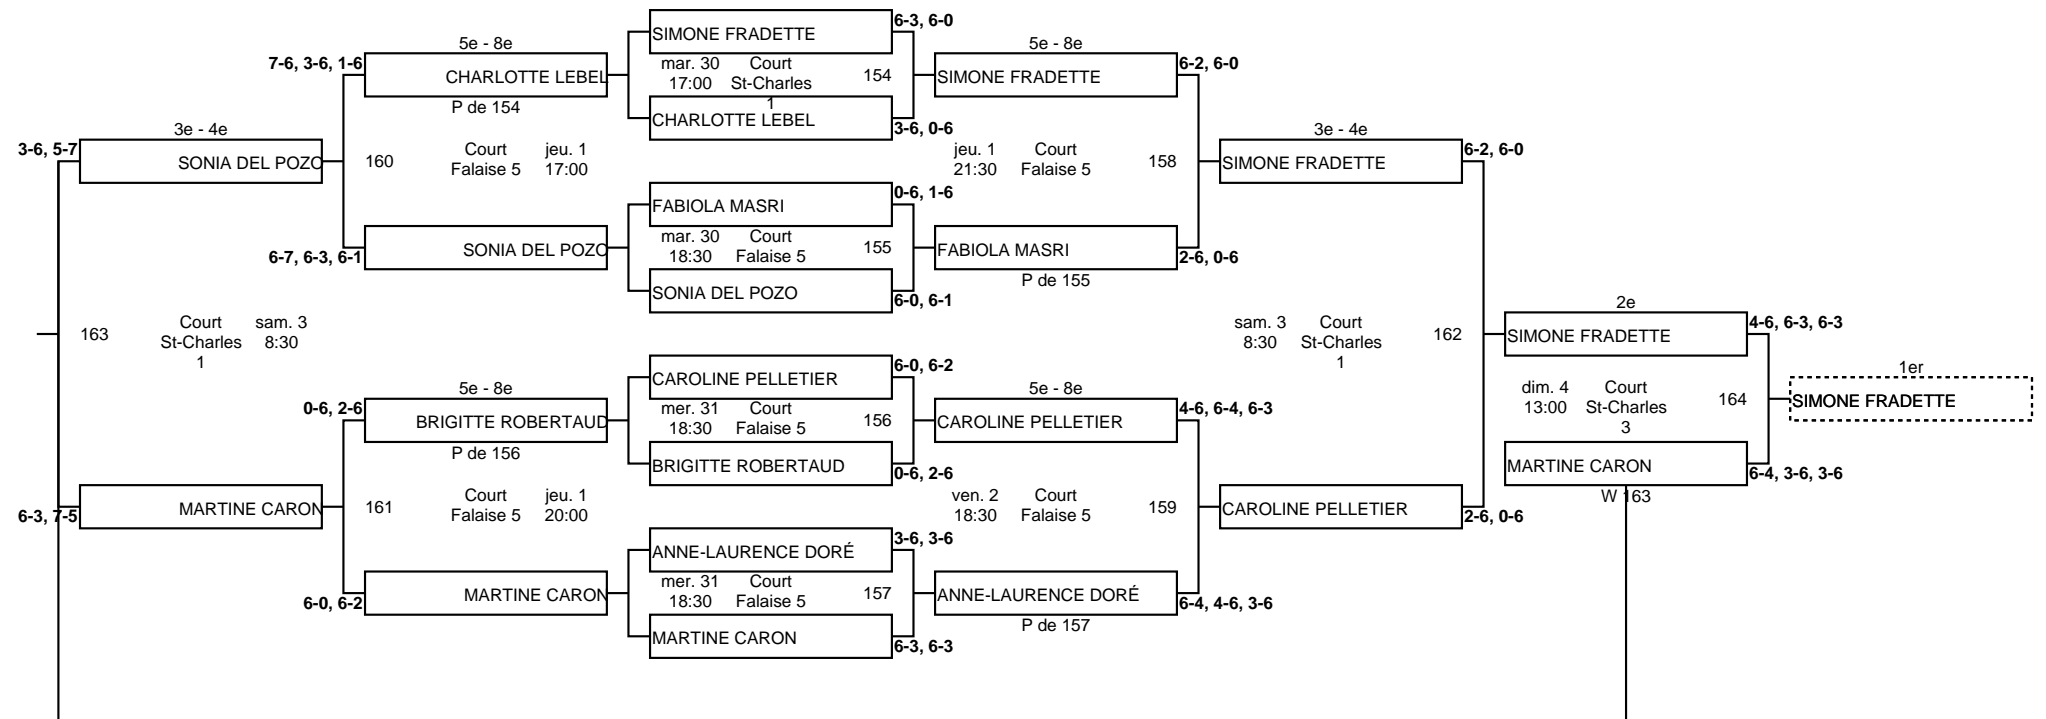 6-3, 6-0
SIMONE FRADETTE
5e - 8e
5e - 8e
7-6, 3-6, 1-6
mar. 30 Court
6-2, 6-0
CHARLOTTE LEBEL
17:00 St-Charles 154
SIMONE FRADETTE
P de 154
1
CHARLOTTE LEBEL
3e - 4e
3-6, 0-6
3e - 4e
3-6, 5-7
Court jeu. 1
jeu. 1 Court
6-2, 6-0
SONIA DEL POZO
160
Falaise 5 17:00
21:30 Falaise 5
158
SIMONE FRADETTE
0-6, 1-6
FABIOLA MASRI
mar. 30 Court
6-7, 6-3, 6-1
SONIA DEL POZO
18:30 Falaise 5 155
FABIOLA MASRI
2-6, 0-6
P de 155
SONIA DEL POZO
6-0, 6-1
2e
163
Court sam. 3
St-Charles 8:30
1
sam. 3 Court
8:30 St-Charles
1
162
SIMONE FRADETTE
4-6, 6-3, 6-3
6-0, 6-2
CAROLINE PELLETIER
1er
5e - 8e
5e - 8e
0-6, 2-6
mer. 31 Court
4-6, 6-4, 6-3
dim. 4 Court
13:00 St-Charles
3
164
SIMONE FRADETTE
BRIGITTE ROBERTAUD
18:30 Falaise 5 156
CAROLINE PELLETIER
P de 156
BRIGITTE ROBERTAUD
0-6, 2-6
MARTINE CARON
6-4, 3-6, 3-6
W 163
6-3, 7-5
MARTINE CARON
161
Court jeu. 1
Falaise 5 20:00
ven. 2 Court
18:30 Falaise 5
159
CAROLINE PELLETIER
2-6, 0-6
3-6, 3-6
ANNE-LAURENCE DORÉ
mer. 31 Court
6-0, 6-2
MARTINE CARON
18:30 Falaise 5 157
ANNE-LAURENCE DORÉ
6-4, 4-6, 3-6
P de 157
MARTINE CARON
6-3, 6-3